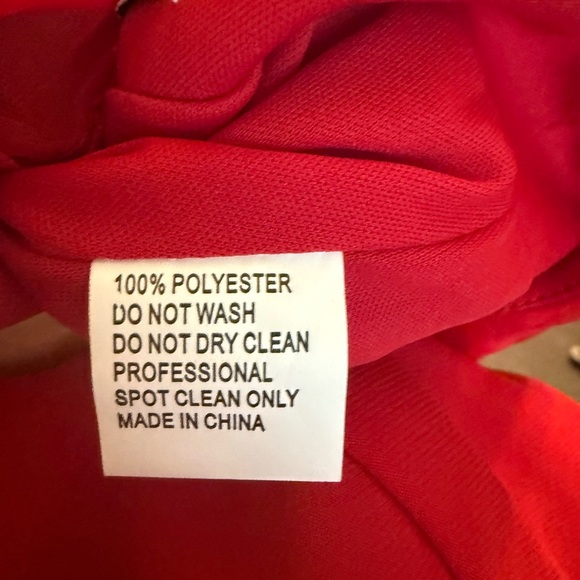 100% POLYESTER
DO NOT WASH
DO NOT DRY CLEAN
PROFESSIONAL
SPOT CLEAN ONLY
MADE IN CHINA